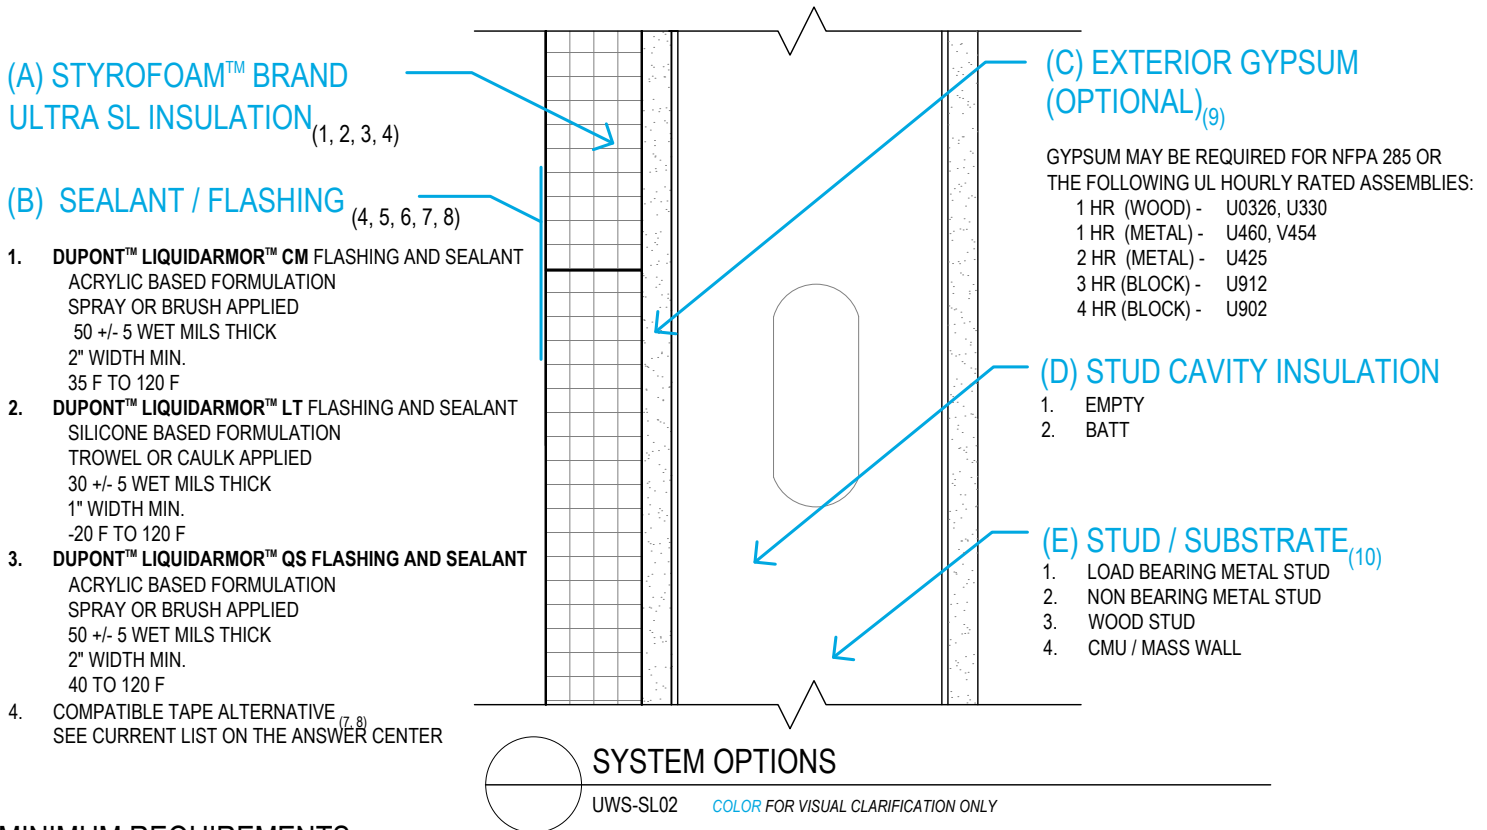 (A) STYROFOAM™ BRAND
ULTRA SL INSULATION(1, 2, 3, 4)
(B) SEALANT / FLASHING (4, 5, 6, 7, 8)
1. DUPONT™ LIQUIDARMOR™ CM FLASHING AND SEALANT
ACRYLIC BASED FORMULATION
SPRAY OR BRUSH APPLIED
50 +/- 5 WET MILS THICK
2" WIDTH MIN.
35 F TO 120 F
2. DUPONT™ LIQUIDARMOR™ LT FLASHING AND SEALANT
SILICONE BASED FORMULATION
TROWEL OR CAULK APPLIED
30 +/- 5 WET MILS THICK
1" WIDTH MIN.
-20 F TO 120 F
3. DUPONT™ LIQUIDARMOR™ QS FLASHING AND SEALANT
ACRYLIC BASED FORMULATION
SPRAY OR BRUSH APPLIED
50 +/- 5 WET MILS THICK
2" WIDTH MIN.
40 TO 120 F
4. COMPATIBLE TAPE ALTERNATIVE (7, 8)
SEE CURRENT LIST ON THE ANSWER CENTER
(C) EXTERIOR GYPSUM
(OPTIONAL)(9)
GYPSUM MAY BE REQUIRED FOR NFPA 285 OR
THE FOLLOWING UL HOURLY RATED ASSEMBLIES:
1 HR (WOOD) - U0326, U330
1 HR (METAL) - U460, V454
2 HR (METAL) - U425
3 HR (BLOCK) - U912
4 HR (BLOCK) - U902
(D) STUD CAVITY INSULATION
1. EMPTY
2. BATT
(E) STUD / SUBSTRATE(10)
1. LOAD BEARING METAL STUD
2. NON BEARING METAL STUD
3. WOOD STUD
4. CMU / MASS WALL
SYSTEM OPTIONS
UWS-SL02 COLOR FOR VISUAL CLARIFICATION ONLY
MINIMUM REQUIREMENTS